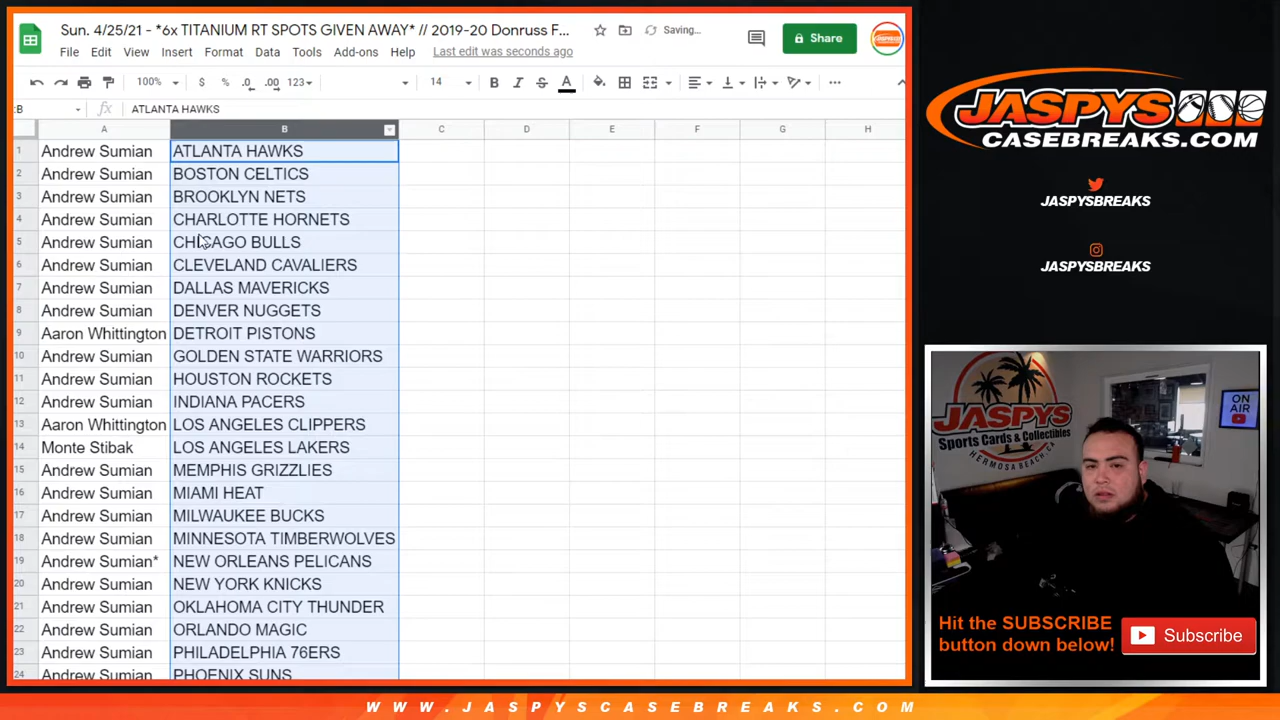 Sun. 4/25/21 - *6x TITANIUM RT SPOTS GIVEN AWAY* // 2019-20 Donruss F...
Saving...
Share
File Edit View Insert Format Data Tools Add-ons Help Last edit was seconds ago
100% $ % .0 .00 123 14 B I S A
:B fx ATLANTA HAWKS
A B C D E F G H
1 Andrew Sumian ATLANTA HAWKS
2 Andrew Sumian BOSTON CELTICS
3 Andrew Sumian BROOKLYN NETS
4 Andrew Sumian CHARLOTTE HORNETS
5 Andrew Sumian CHICAGO BULLS
6 Andrew Sumian CLEVELAND CAVALIERS
7 Andrew Sumian DALLAS MAVERICKS
8 Andrew Sumian DENVER NUGGETS
9 Aaron Whittington DETROIT PISTONS
10 Andrew Sumian GOLDEN STATE WARRIORS
11 Andrew Sumian HOUSTON ROCKETS
12 Andrew Sumian INDIANA PACERS
13 Aaron Whittington LOS ANGELES CLIPPERS
14 Monte Stibak LOS ANGELES LAKERS
15 Andrew Sumian MEMPHIS GRIZZLIES
16 Andrew Sumian MIAMI HEAT
17 Andrew Sumian MILWAUKEE BUCKS
18 Andrew Sumian MINNESOTA TIMBERWOLVES
19 Andrew Sumian* NEW ORLEANS PELICANS
20 Andrew Sumian NEW YORK KNICKS
21 Andrew Sumian OKLAHOMA CITY THUNDER
22 Andrew Sumian ORLANDO MAGIC
23 Andrew Sumian PHILADELPHIA 76ERS
24 Andrew Sumian PHOENIX SUNS
JASPYS
CASEBREAKS.COM
JASPYSBREAKS
JASPYSBREAKS
JASPYS
Sports Cards & Collectibles
HERMOSA BEACH, CA
ON
AIR
Hit the SUBSCRIBE
button down below!
Subscribe
WWW.JASPYSCASEBREAKS.COM